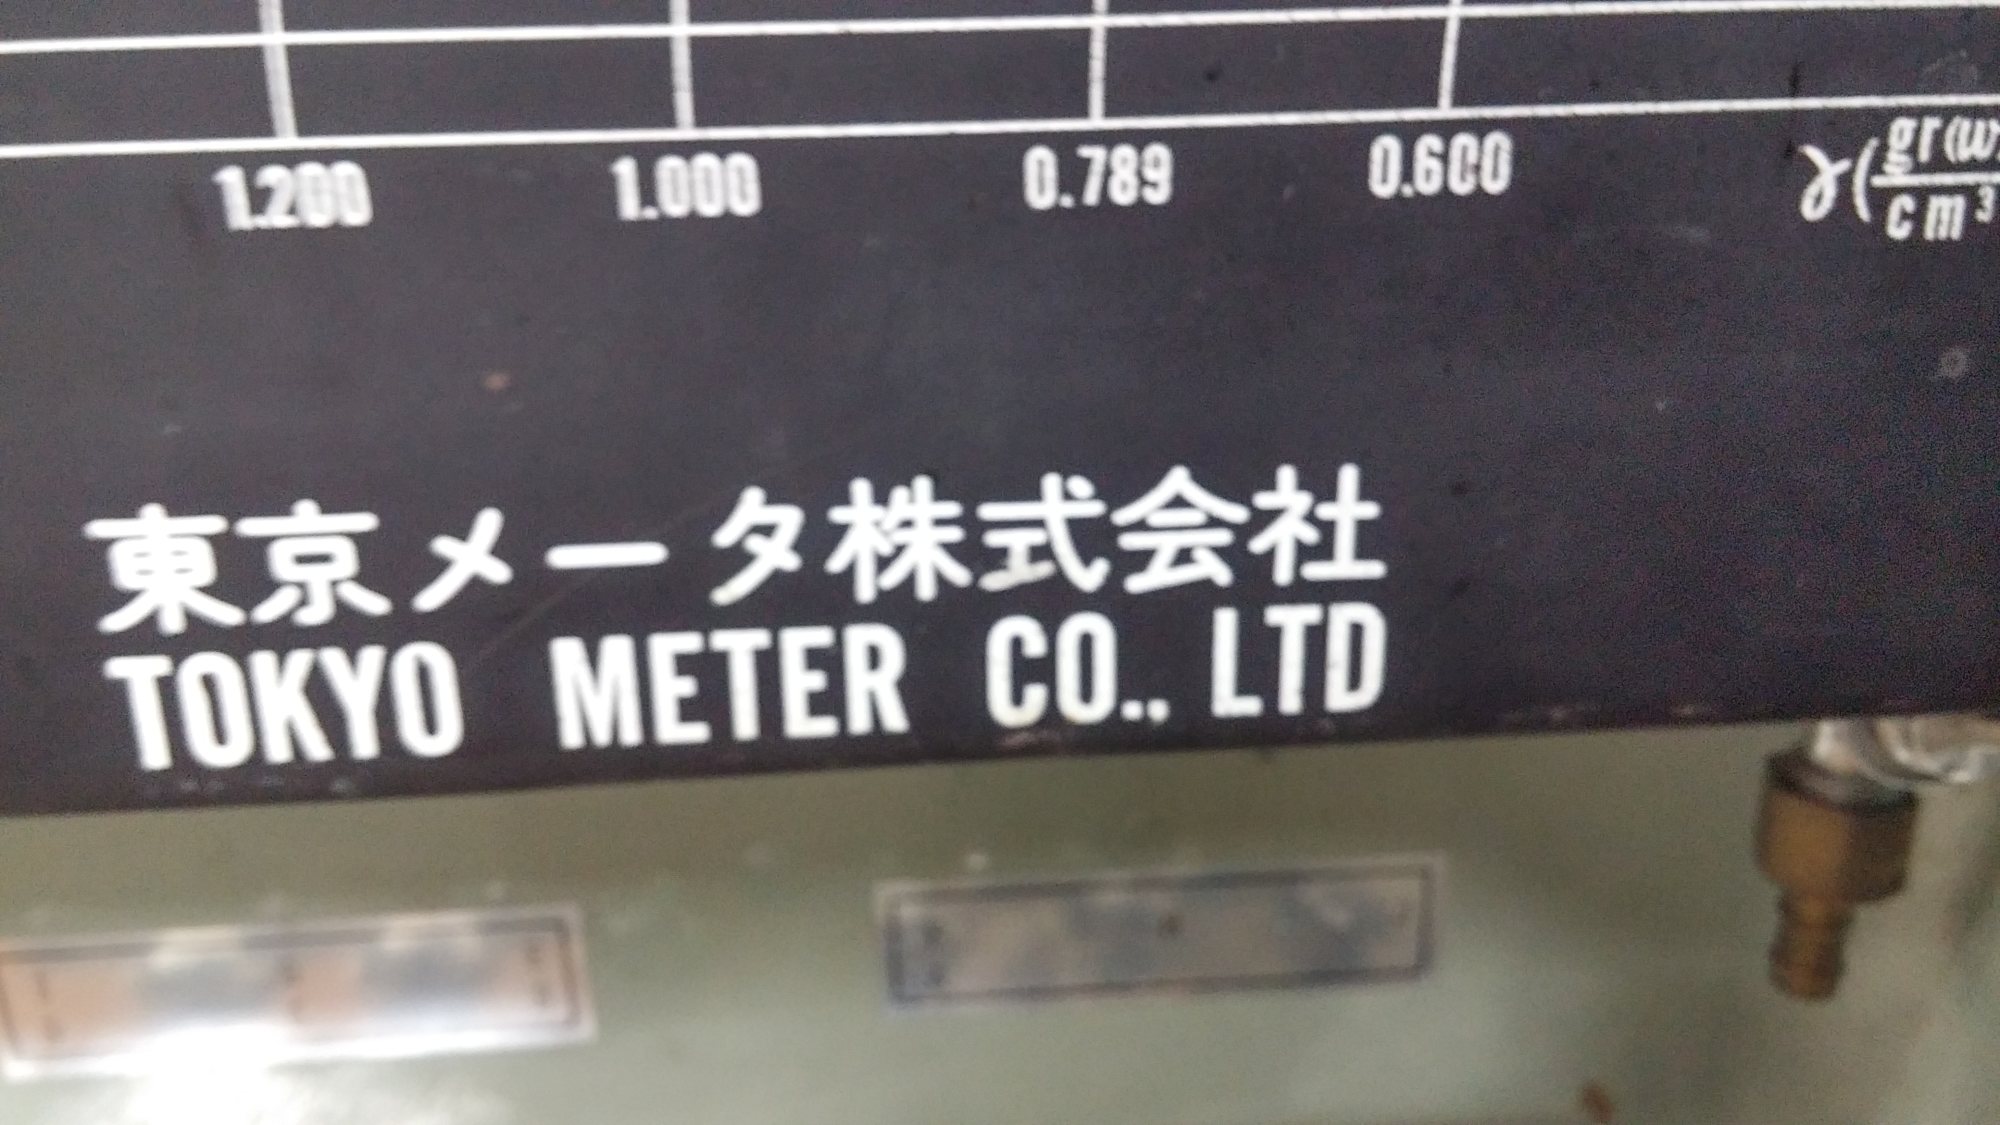 1.200 1.000 0.789 0.600 γ(gr(w)/cm³)
東京メータ株式会社
TOKYO METER CO., LTD